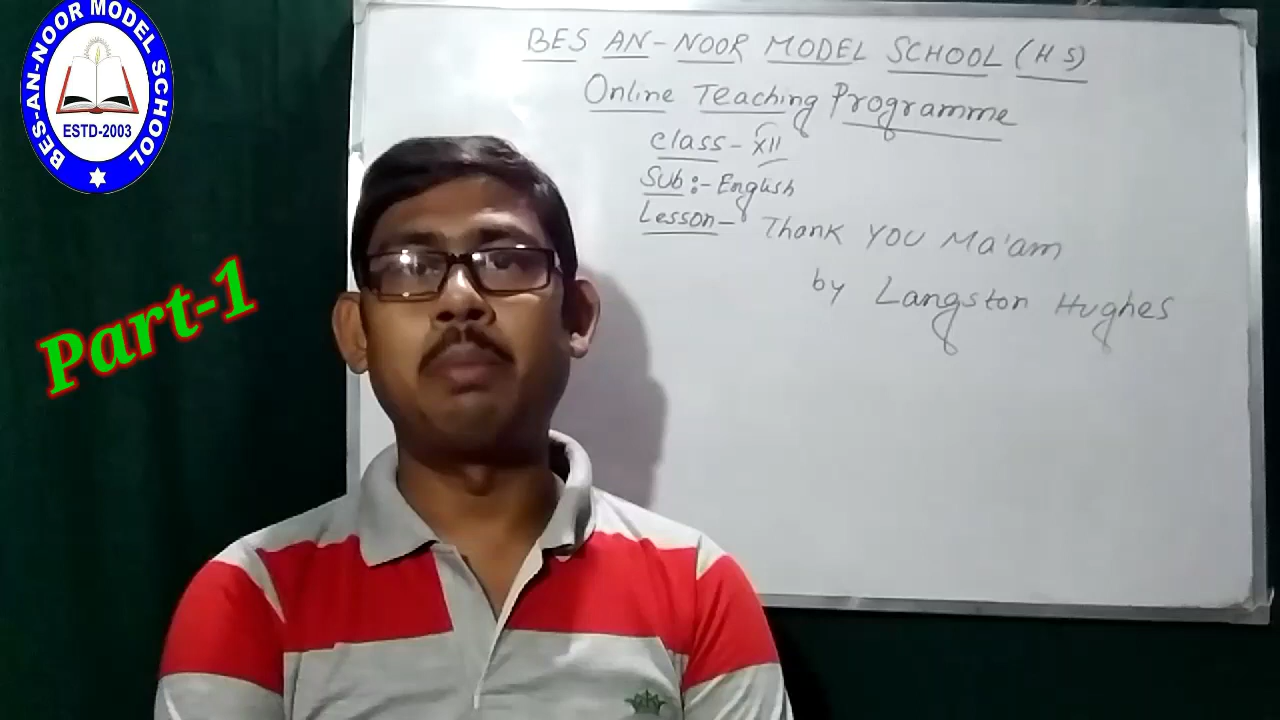 BES-AN-NOOR MODEL SCHOOL
ESTD-2003
Part-1
BES AN-NOOR MODEL SCHOOL (H S)
Online Teaching Programme
Class - XII
Sub :- English
Lesson - Thank YOU Ma'am
by Langston Hughes